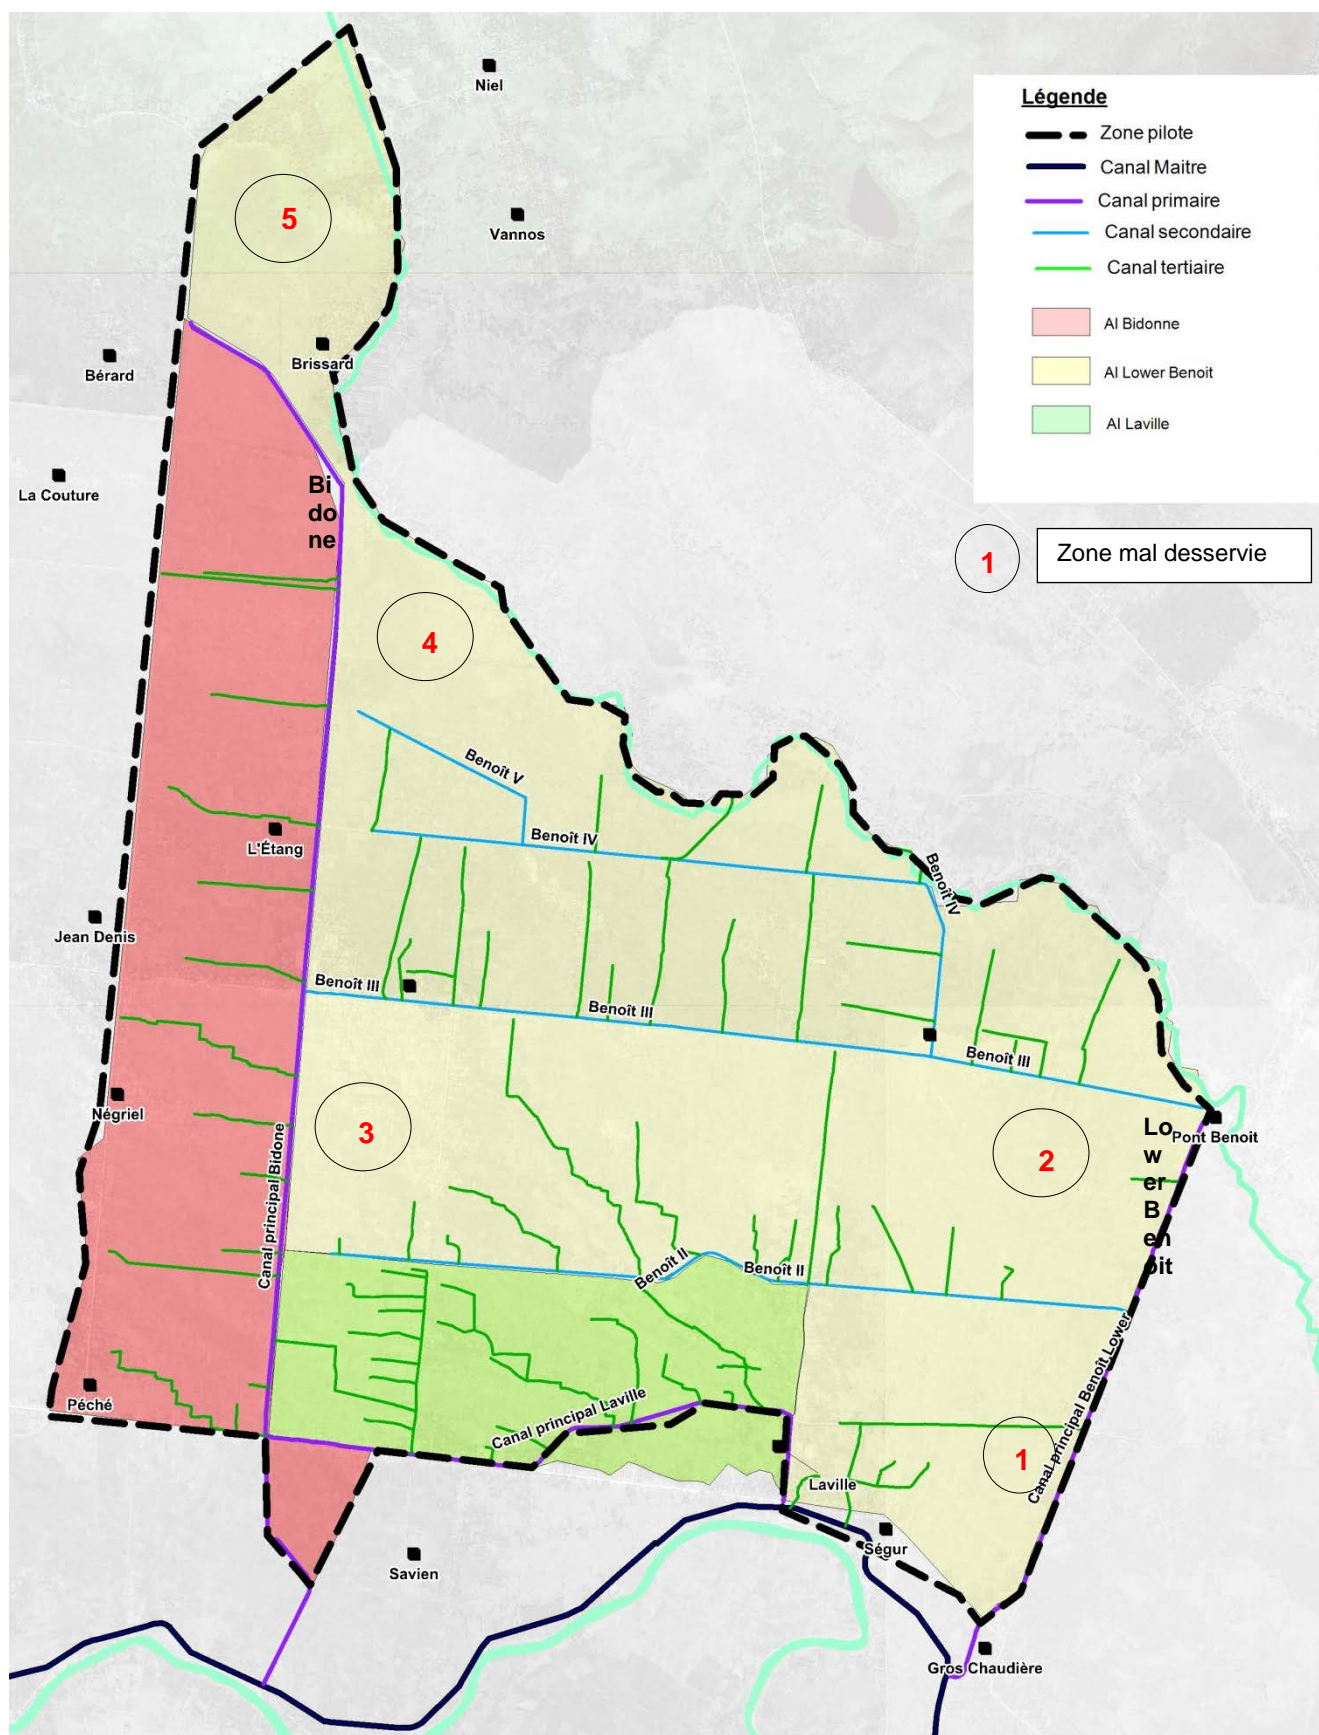 Niel
Légende
Zone pilote
Canal Maitre
Canal primaire
Canal secondaire
Canal tertiaire
AI Bidonne
AI Lower Benoit
AI Laville
5
Vannos
Brissard
Bérard
La Couture
Bi
do
ne
1
Zone mal desservie
4
Benoît V
Benoît IV
L'Étang
Benoît IV
Jean Denis
Benoît III
Benoît III
Benoît III
Négriel
3
2
Lo
w
er
B
en
oit
Pont Benoit
Canal principal Bidone
Benoît II
Benoît II
Canal principal Benoît Lower
Péché
Canal principal Laville
1
Laville
Ségur
Savien
Gros Chaudière